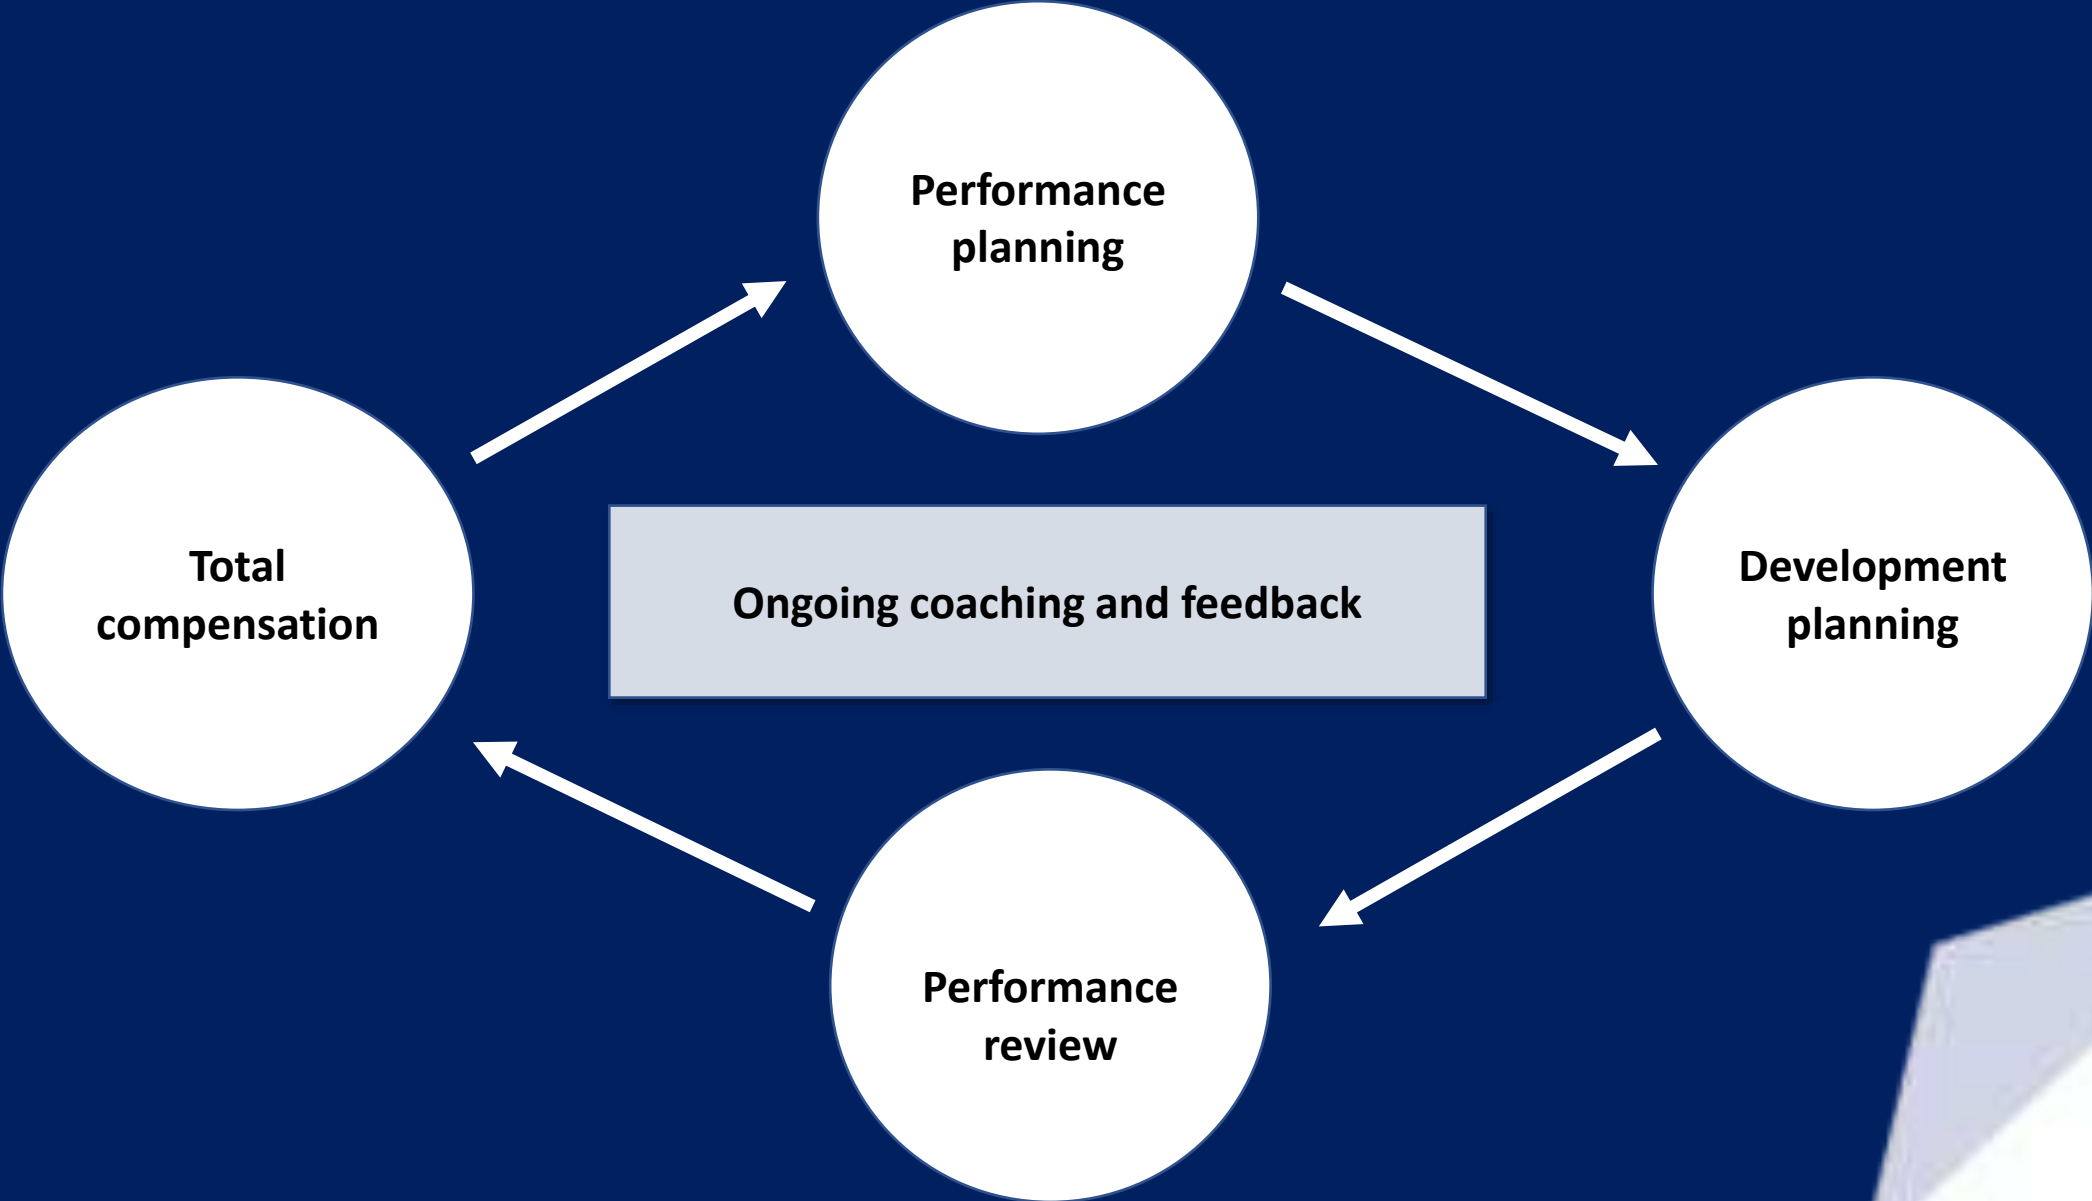 Performance
planning
Total
compensation
Ongoing coaching and feedback
Development
planning
Performance
review